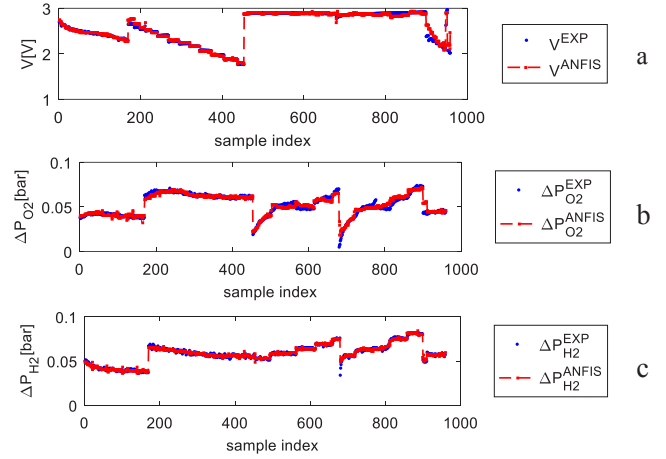 3
2
1
V[V]
0 200 400 600 800 1000
sample index
V^EXP
V^ANFIS
a
0.1
0.05
0
ΔP_O2[bar]
0 200 400 600 800 1000
sample index
ΔP_O2^EXP
ΔP_O2^ANFIS
b
0.1
0.05
0
ΔP_H2[bar]
0 200 400 600 800 1000
sample index
ΔP_H2^EXP
ΔP_H2^ANFIS
c